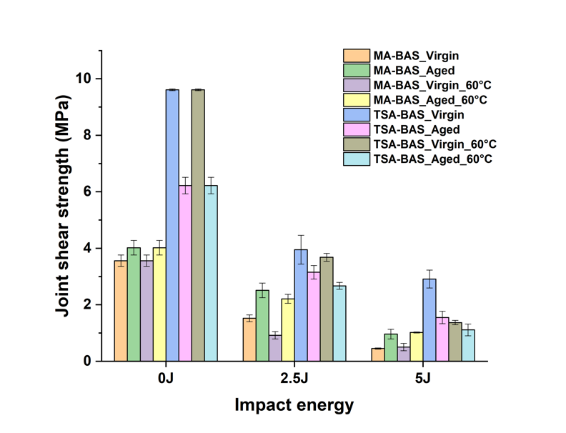 MA-BAS_Virgin
MA-BAS_Aged
MA-BAS_Virgin_60°C
MA-BAS_Aged_60°C
TSA-BAS_Virgin
TSA-BAS_Aged
TSA-BAS_Virgin_60°C
TSA-BAS_Aged_60°C
Joint shear strength (MPa)
10
8
6
4
2
0
0J 2.5J 5J
Impact energy